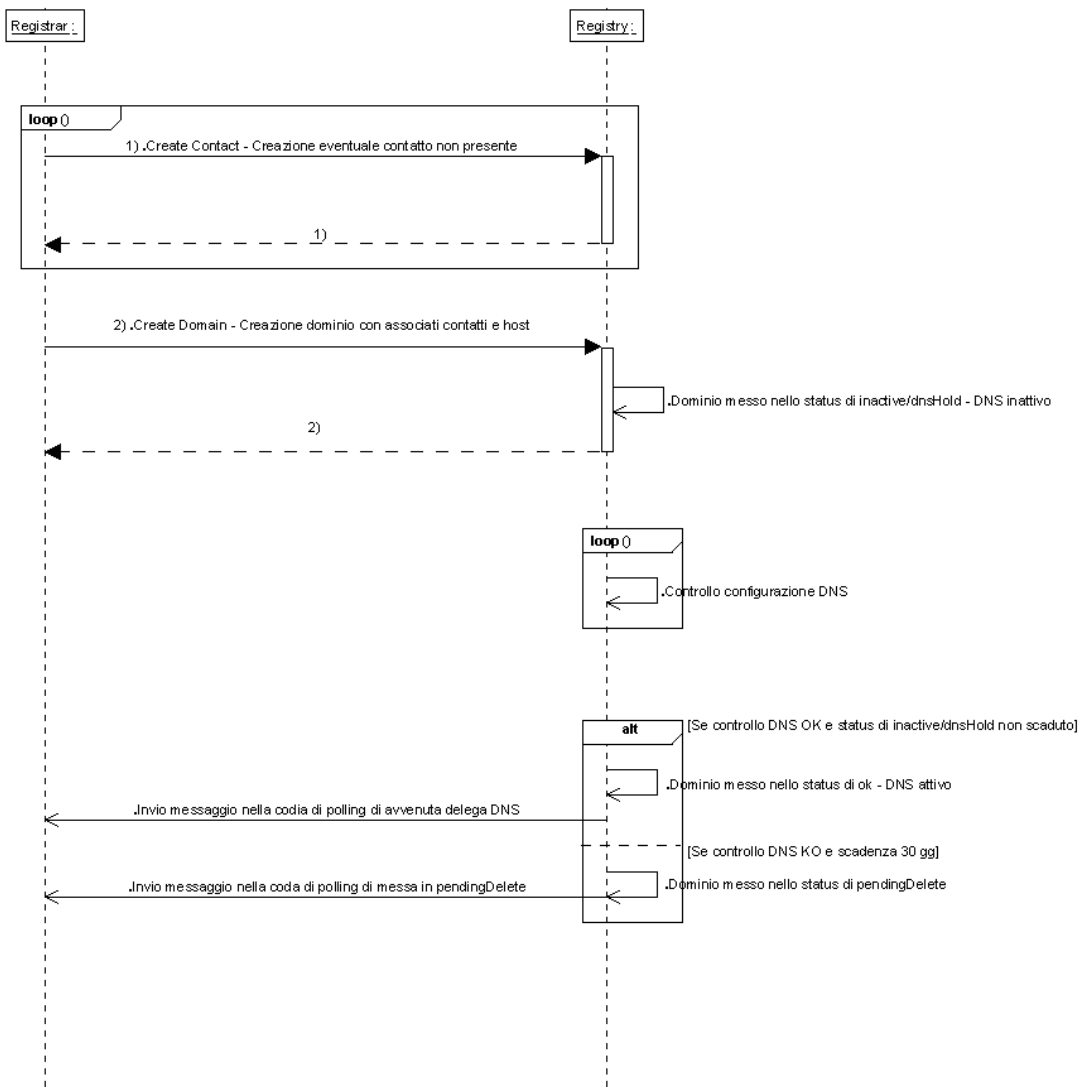 Registrar :
Registry :
loop ()
1) .Create Contact - Creazione eventuale contatto non presente
1)
2) .Create Domain - Creazione dominio con associati contatti e host
.Dominio messo nello status di inactive/dnsHold - DNS inattivo
2)
loop ()
.Controllo configurazione DNS
alt
[Se controllo DNS OK e status di inactive/dnsHold non scaduto]
.Dominio messo nello status di ok - DNS attivo
.Invio messaggio nella codia di polling di avvenuta delega DNS
[Se controllo DNS KO e scadenza 30 gg]
.Dominio messo nello status di pendingDelete
.Invio messaggio nella coda di polling di messa in pendingDelete